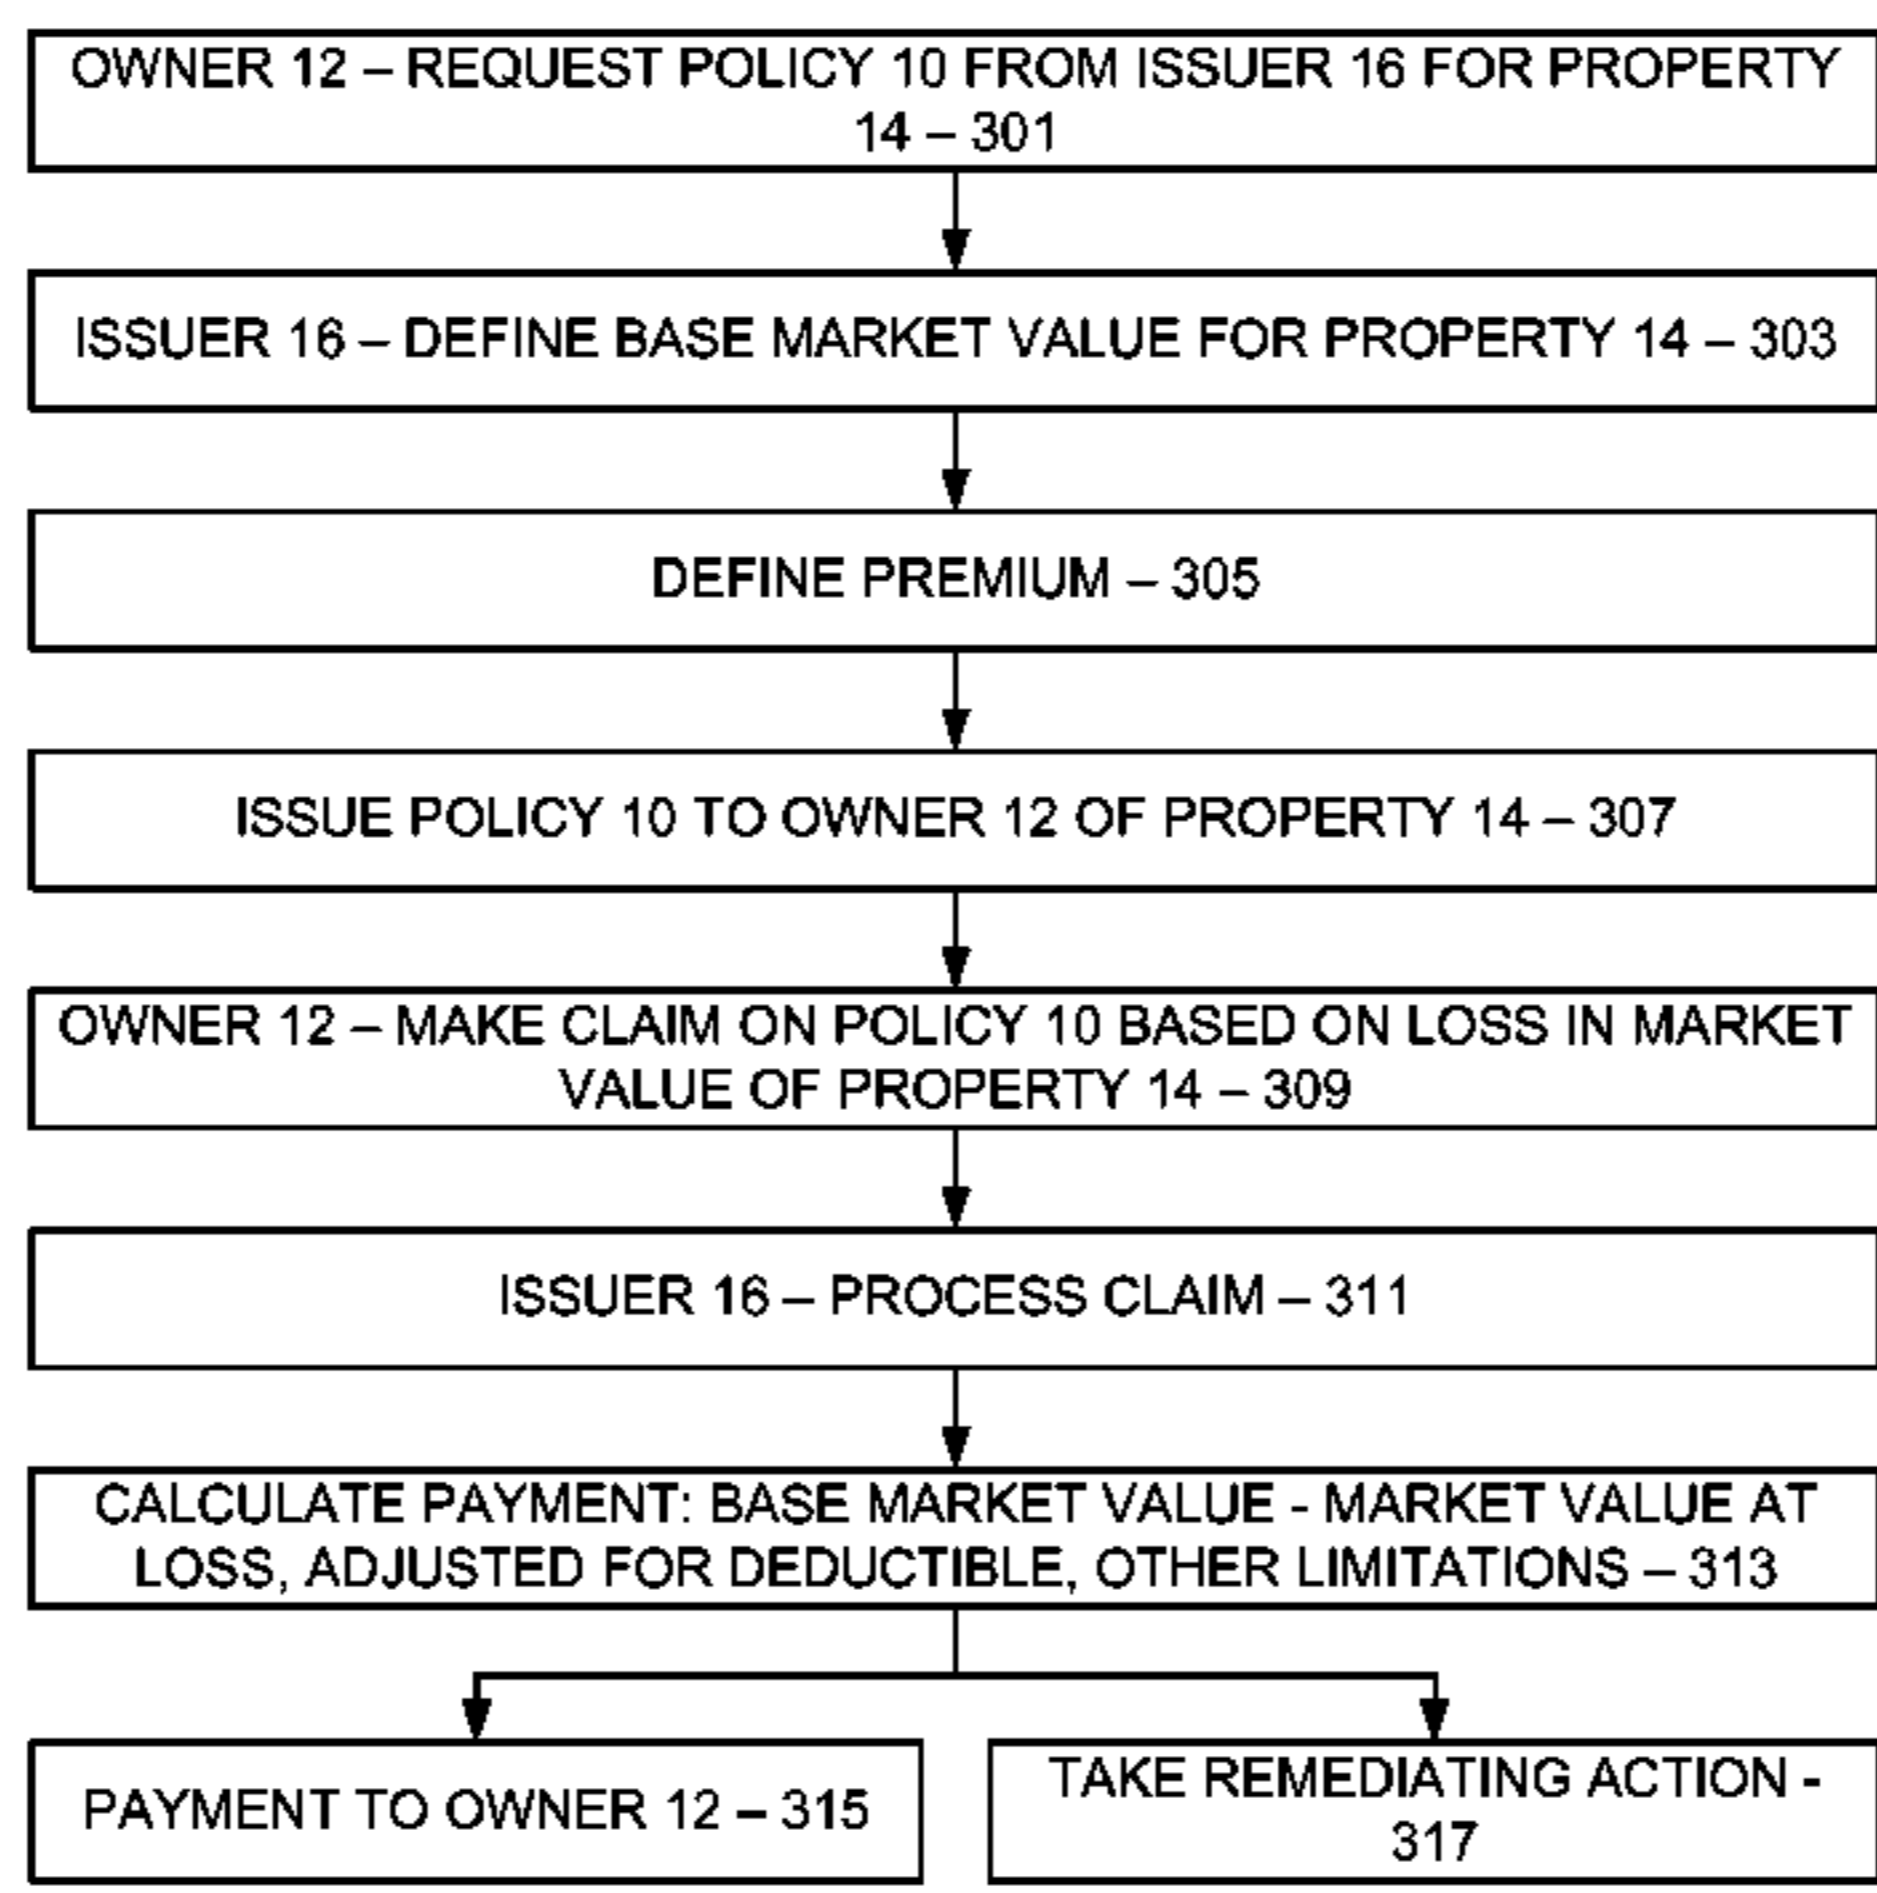 OWNER 12 – REQUEST POLICY 10 FROM ISSUER 16 FOR PROPERTY
14 – 301
ISSUER 16 – DEFINE BASE MARKET VALUE FOR PROPERTY 14 – 303
DEFINE PREMIUM – 305
ISSUE POLICY 10 TO OWNER 12 OF PROPERTY 14 – 307
OWNER 12 – MAKE CLAIM ON POLICY 10 BASED ON LOSS IN MARKET
VALUE OF PROPERTY 14 – 309
ISSUER 16 – PROCESS CLAIM – 311
CALCULATE PAYMENT: BASE MARKET VALUE - MARKET VALUE AT
LOSS, ADJUSTED FOR DEDUCTIBLE, OTHER LIMITATIONS – 313
PAYMENT TO OWNER 12 – 315
TAKE REMEDIATING ACTION -
317